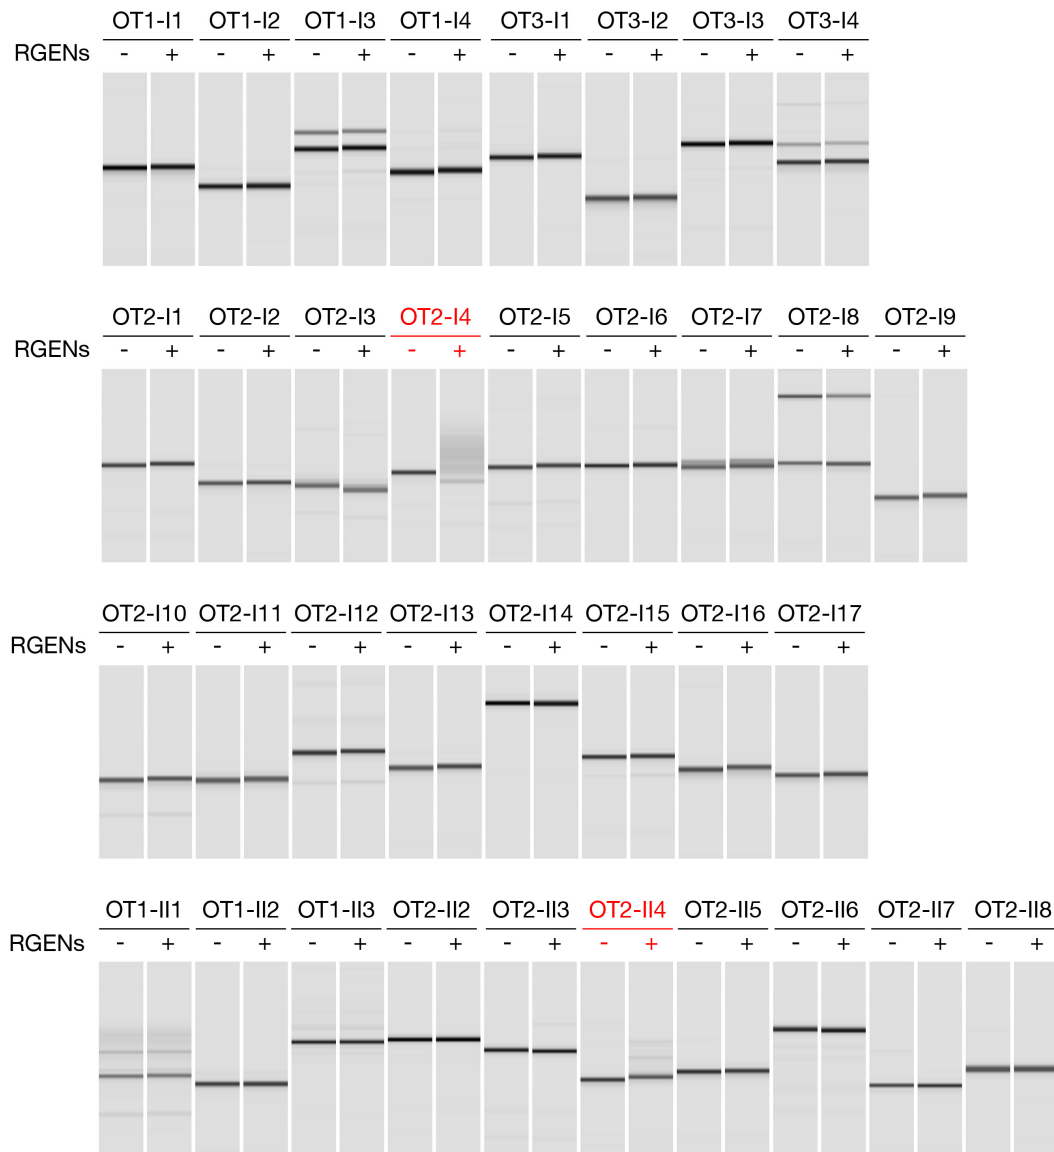 OT1-I1 OT1-I2 OT1-I3 OT1-I4 OT3-I1 OT3-I2 OT3-I3 OT3-I4
RGENs - + - + - + - + - + - + - + - +
OT2-I1 OT2-I2 OT2-I3 OT2-I4 OT2-I5 OT2-I6 OT2-I7 OT2-I8 OT2-I9
RGENs - + - + - + - + - + - + - + - + - +
OT2-I10 OT2-I11 OT2-I12 OT2-I13 OT2-I14 OT2-I15 OT2-I16 OT2-I17
RGENs - + - + - + - + - + - + - + - +
OT1-II1 OT1-II2 OT1-II3 OT2-II2 OT2-II3 OT2-II4 OT2-II5 OT2-II6 OT2-II7 OT2-II8
RGENs - + - + - + - + - + - + - + - + - + - +